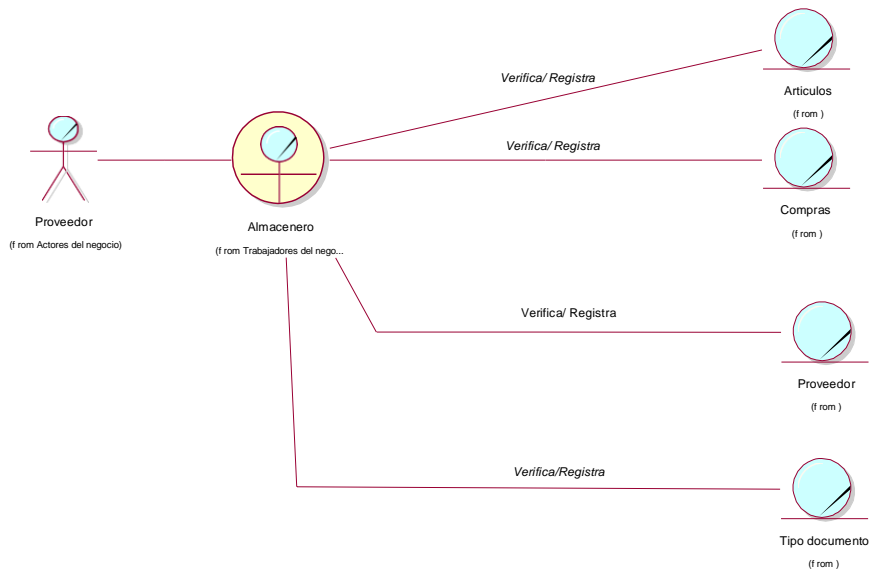 Verifica/ Registra
Articulos
(f rom )
Verifica/ Registra
Compras
(f rom )
Proveedor
(f rom Actores del negocio)
Almacenero
(f rom Trabajadores del nego...
Verifica/ Registra
Proveedor
(f rom )
Verifica/Registra
Tipo documento
(f rom )